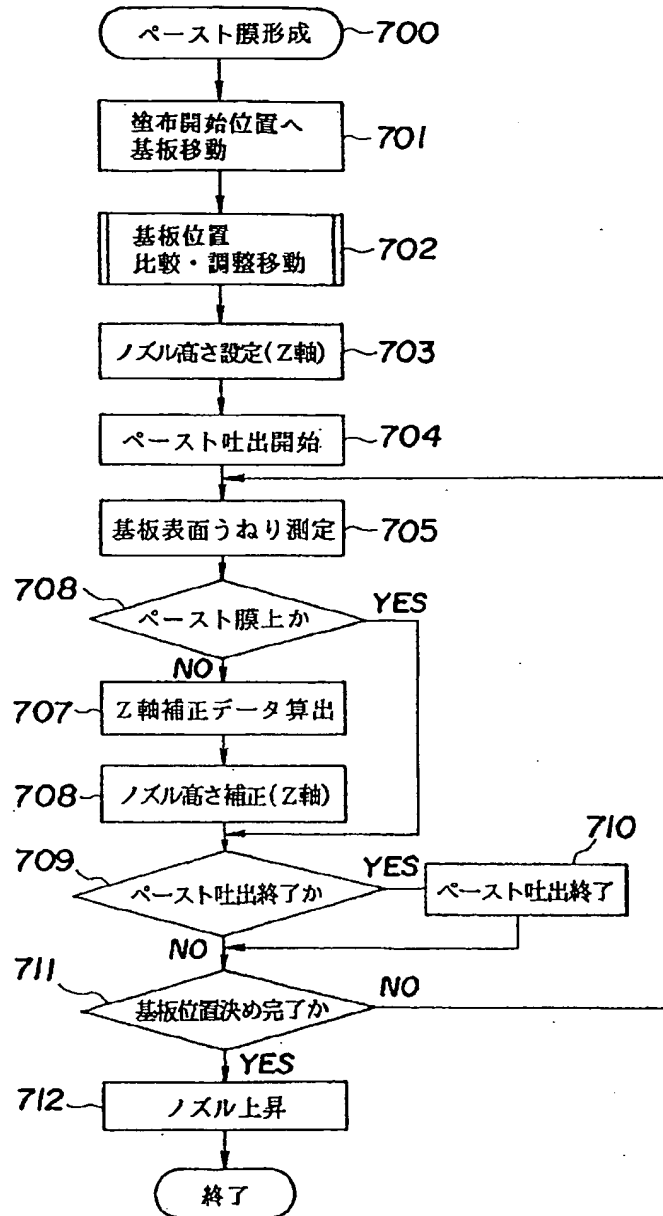 ペースト膜形成
700
塗布開始位置へ
基板移動
701
基板位置
比較・調整移動
702
ノズル高さ設定(Z軸)
703
ペースト吐出開始
704
基板表面うねり測定
705
708
ペースト膜上か
YES
NO
707
Z軸補正データ算出
708
ノズル高さ補正(Z軸)
709
ペースト吐出終了か
YES
710
ペースト吐出終了
NO
711
基板位置決め完了か
NO
YES
712
ノズル上昇
終了